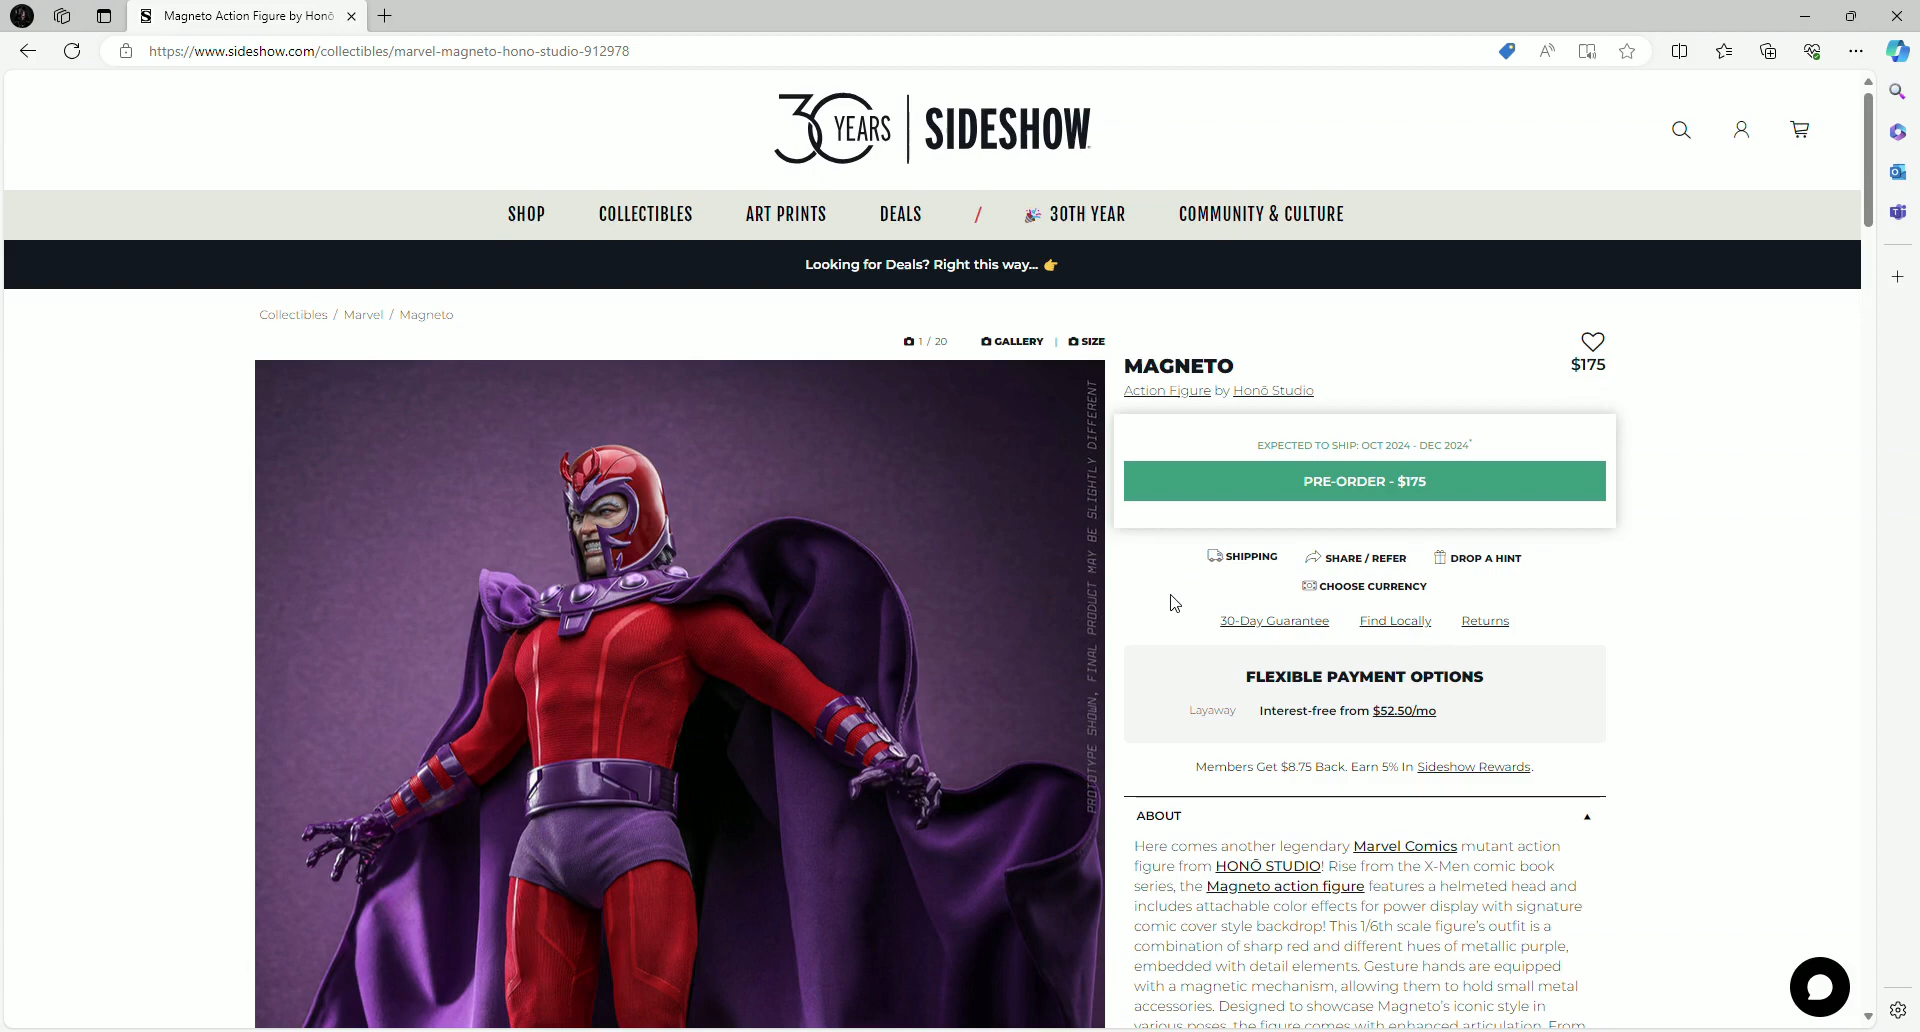 Magneto Action Figure by Honō
https://www.sideshow.com/collectibles/marvel-magneto-hono-studio-912978
30 YEARS | SIDESHOW
SHOP COLLECTIBLES ART PRINTS DEALS / 30TH YEAR COMMUNITY & CULTURE
Looking for Deals? Right this way...
Collectibles / Marvel / Magneto
1 / 20 GALLERY | SIZE
PROTOTYPE SHOWN, FINAL PRODUCT MAY BE SLIGHTLY DIFFERENT
MAGNETO
$175
Action Figure by Honō Studio
EXPECTED TO SHIP: OCT 2024 - DEC 2024*
PRE-ORDER - $175
SHIPPING SHARE / REFER DROP A HINT
CHOOSE CURRENCY
30-Day Guarantee Find Locally Returns
FLEXIBLE PAYMENT OPTIONS
Layaway Interest-free from $52.50/mo
Members Get $8.75 Back. Earn 5% In Sideshow Rewards.
ABOUT
Here comes another legendary Marvel Comics mutant action
figure from HONŌ STUDIO! Rise from the X-Men comic book
series, the Magneto action figure features a helmeted head and
includes attachable color effects for power display with signature
comic cover style backdrop! This 1/6th scale figure's outfit is a
combination of sharp red and different hues of metallic purple,
embedded with detail elements. Gesture hands are equipped
with a magnetic mechanism, allowing them to hold small metal
accessories. Designed to showcase Magneto's iconic style in
various poses, the figure comes with enhanced articulation. From